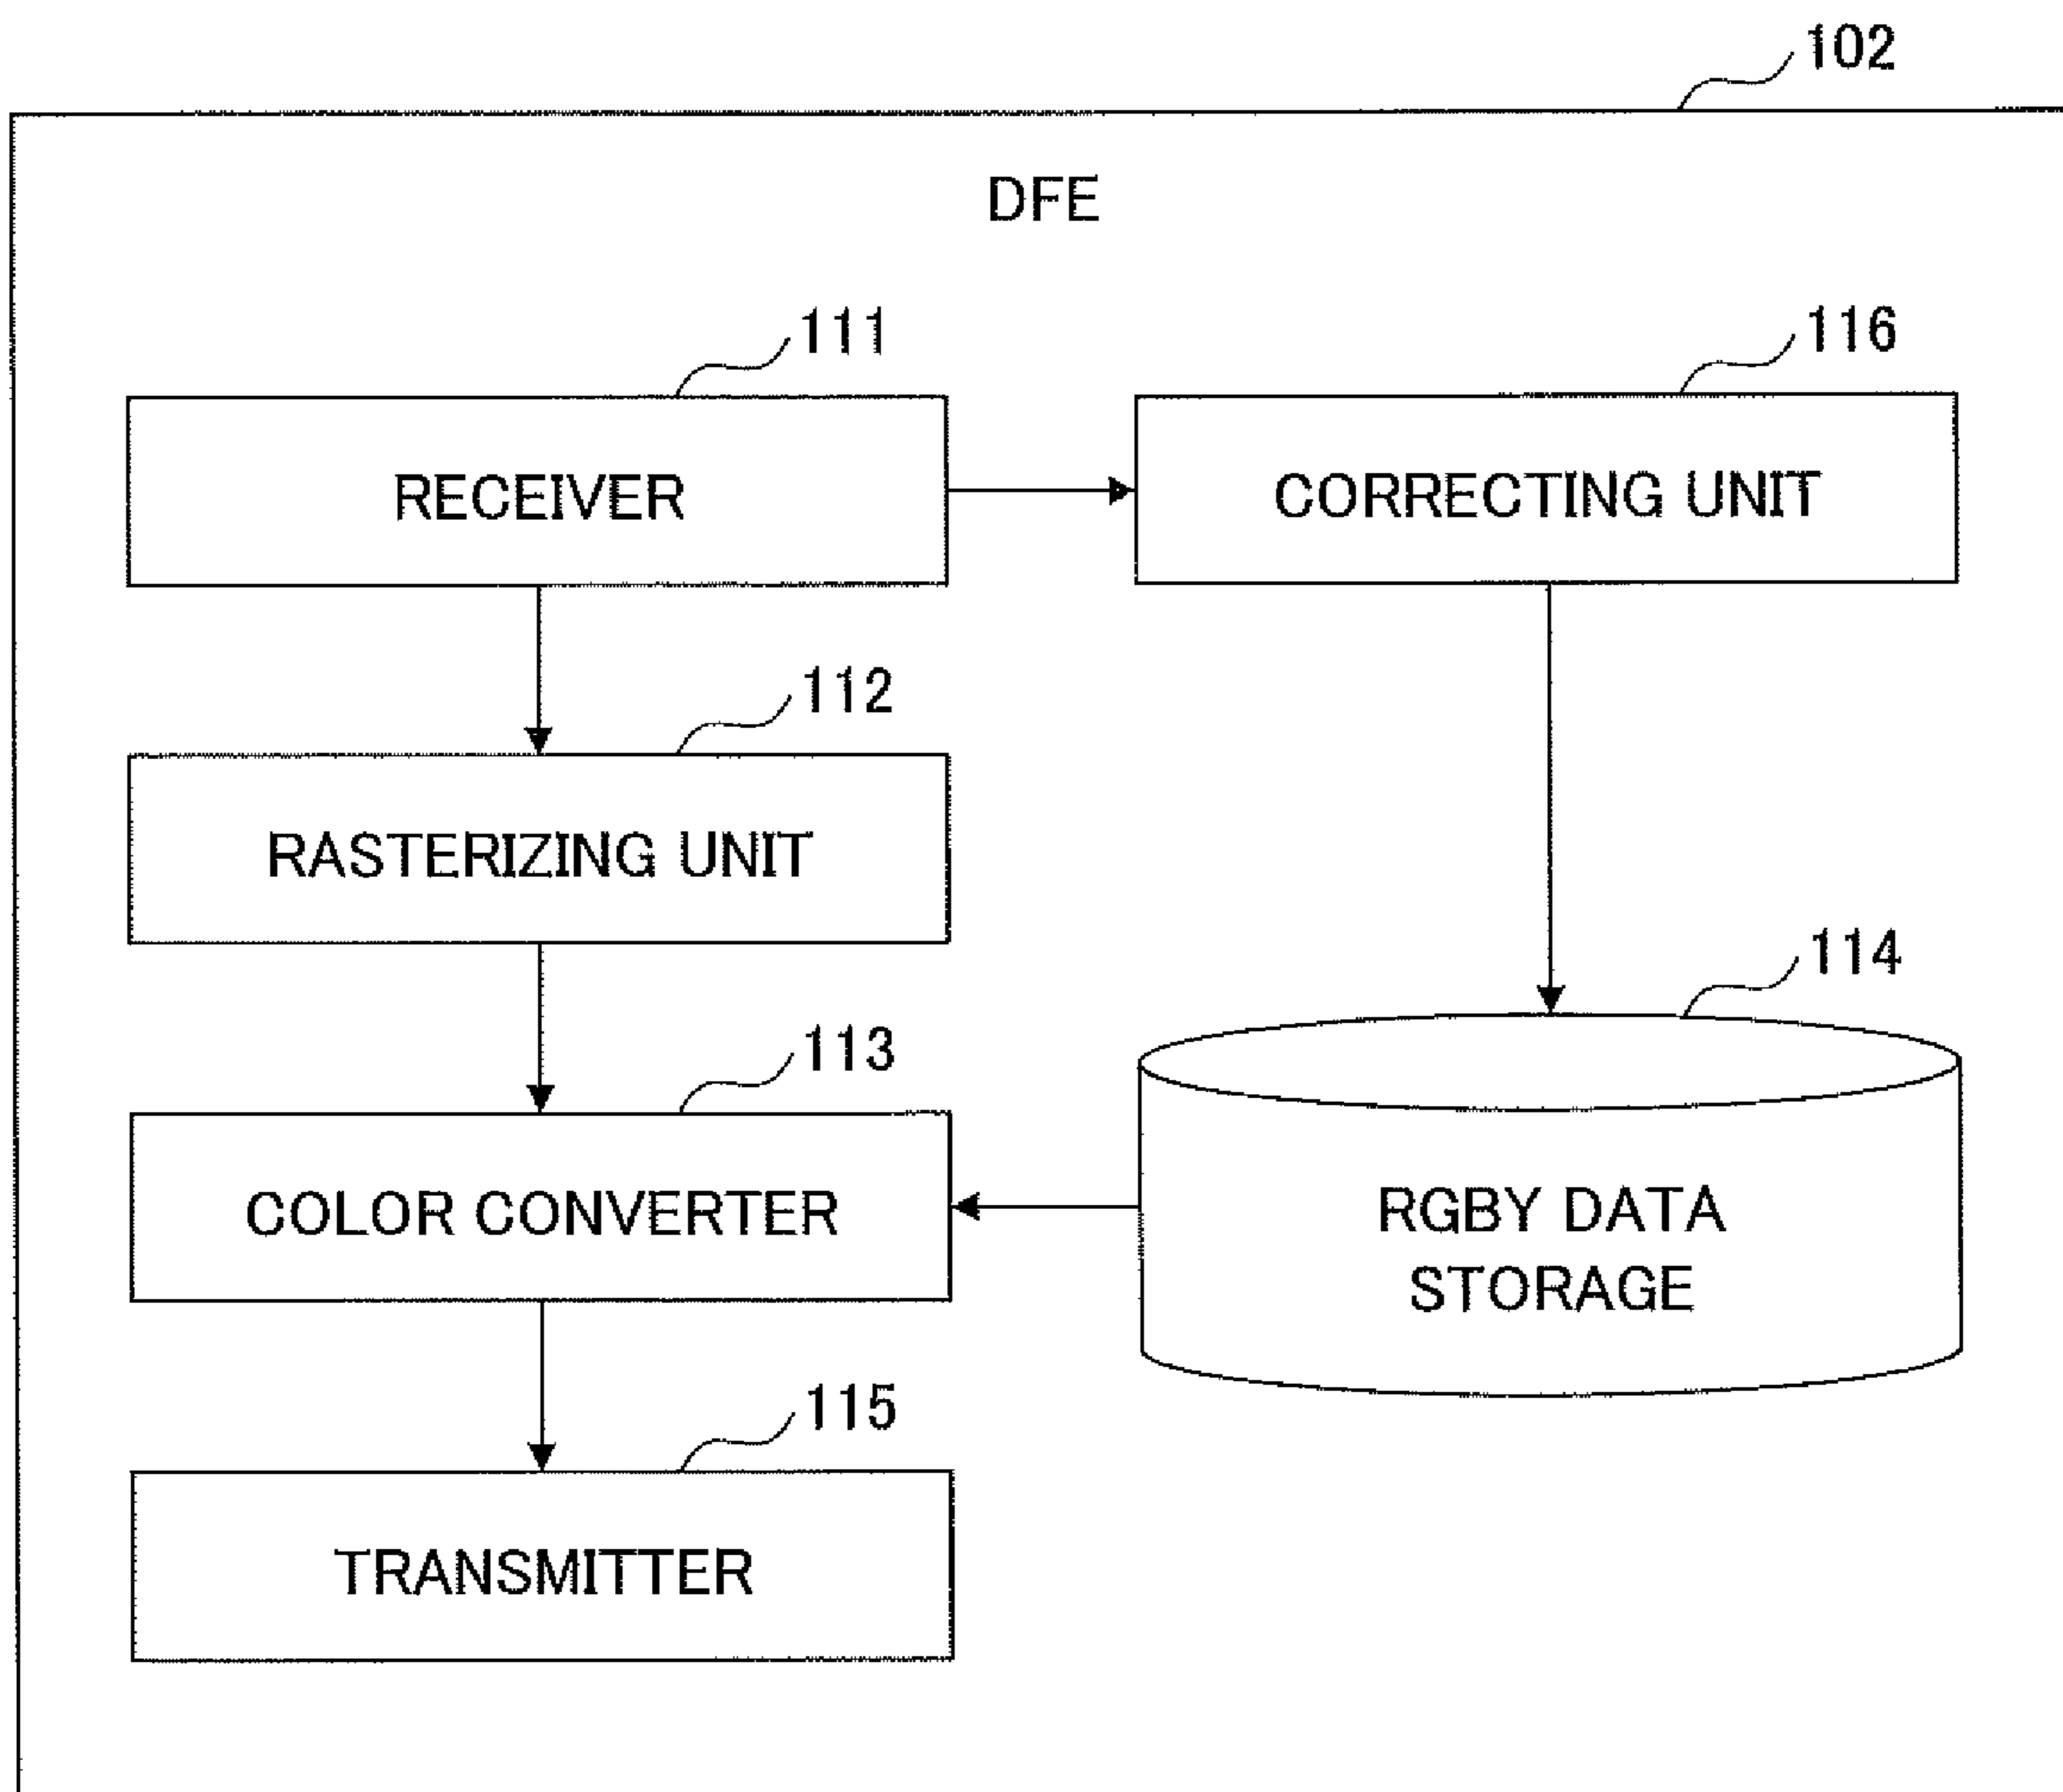 102
DFE
111
116
RECEIVER
CORRECTING UNIT
112
RASTERIZING UNIT
114
113
COLOR CONVERTER
RGBY DATA
STORAGE
115
TRANSMITTER